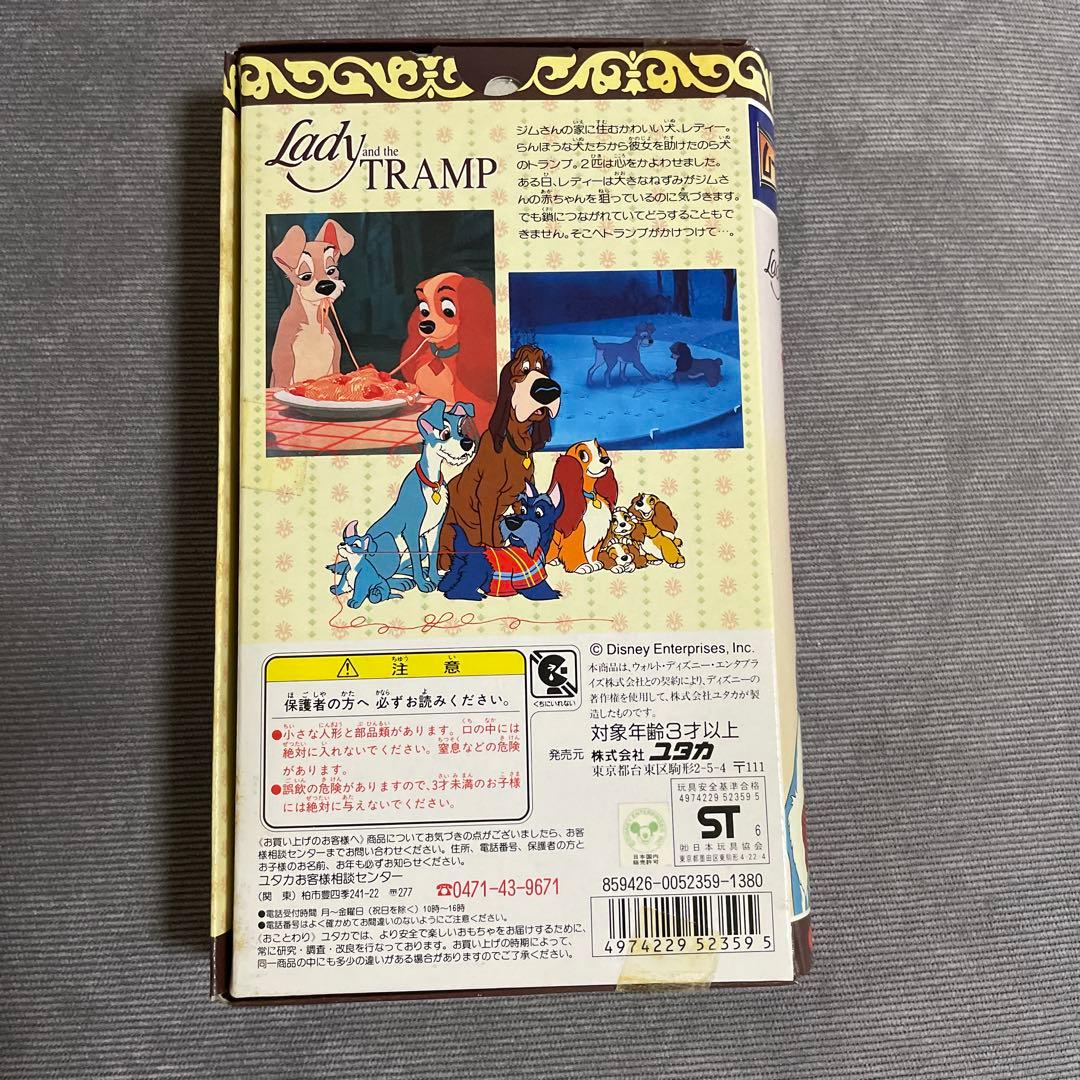 Lady and the TRAMP
ジムさんの家に住むかわいい犬、レディー。
らんぼうな犬たちから彼女を助けたのら犬
のトランプ。2匹は心をかよわせました。
ある日、レディーは大きなねずみがジムさ
んの赤ちゃんを狙っているのに気づきます。
でも鎖につながれていてどうすることもで
きません。そこへトランプがかけつけて…。
© Disney Enterprises, Inc.
本商品は、ウォルト・ディズニー・エンタプラ
イズ株式会社との契約により、ディズニーの
著作権を使用して、株式会社ユタカが製
造したものです。
対象年齢3才以上
発売元 株式会社 ユタカ
東京都台東区駒形2-5-4 〒111
注意
保護者の方へ 必ずお読みください。
●小さな人形と部品類があります。口の中には
絶対に入れないでください。窒息などの危険
があります。
●誤飲の危険がありますので、3才未満のお子様
には絶対に与えないでください。
くちにいれない
《お買い上げのお客様へ》商品についてお気づきの点がございましたら、お客
様相談センターまでお問い合わせください。住所、電話番号、保護者の方と
お子様のお名前、お年も必ずお知らせください。
ユタカお客様相談センター
(関 東) 柏市豊四季241-22 〒277 ☎0471-43-9671
●電話受付時間 月〜金曜日(祝日を除く)10時〜16時
●電話番号はよく確かめてお間違いのないようにご注意ください。
《おことわり》ユタカでは、より安全で楽しいおもちゃをお届けするために、
常に研究・調査・改良を行なっております。お買い上げの時期によって、
同一商品の中にも多少の違いがある場合がありますのでご了承ください。
日本国内
販売許可
玩具安全基準合格
4974229 52359 5
ST 6
(社)日本玩具協会
東京都墨田区東駒形4-22-4
859426-0052359-1380
4 974229 523595